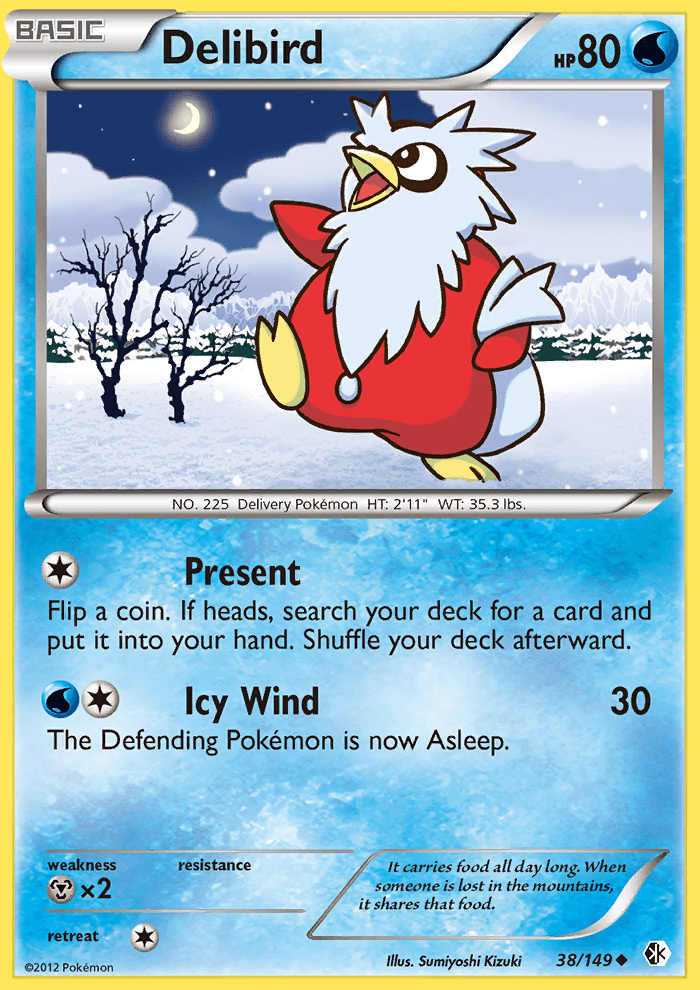 BASIC
Delibird
HP80
NO. 225 Delivery Pokémon HT: 2'11" WT: 35.3 lbs.
Present
Flip a coin. If heads, search your deck for a card and
put it into your hand. Shuffle your deck afterward.
Icy Wind 30
The Defending Pokémon is now Asleep.
weakness resistance
×2
It carries food all day long. When
someone is lost in the mountains,
it shares that food.
retreat
©2012 Pokémon
Illus. Sumiyoshi Kizuki 38/149